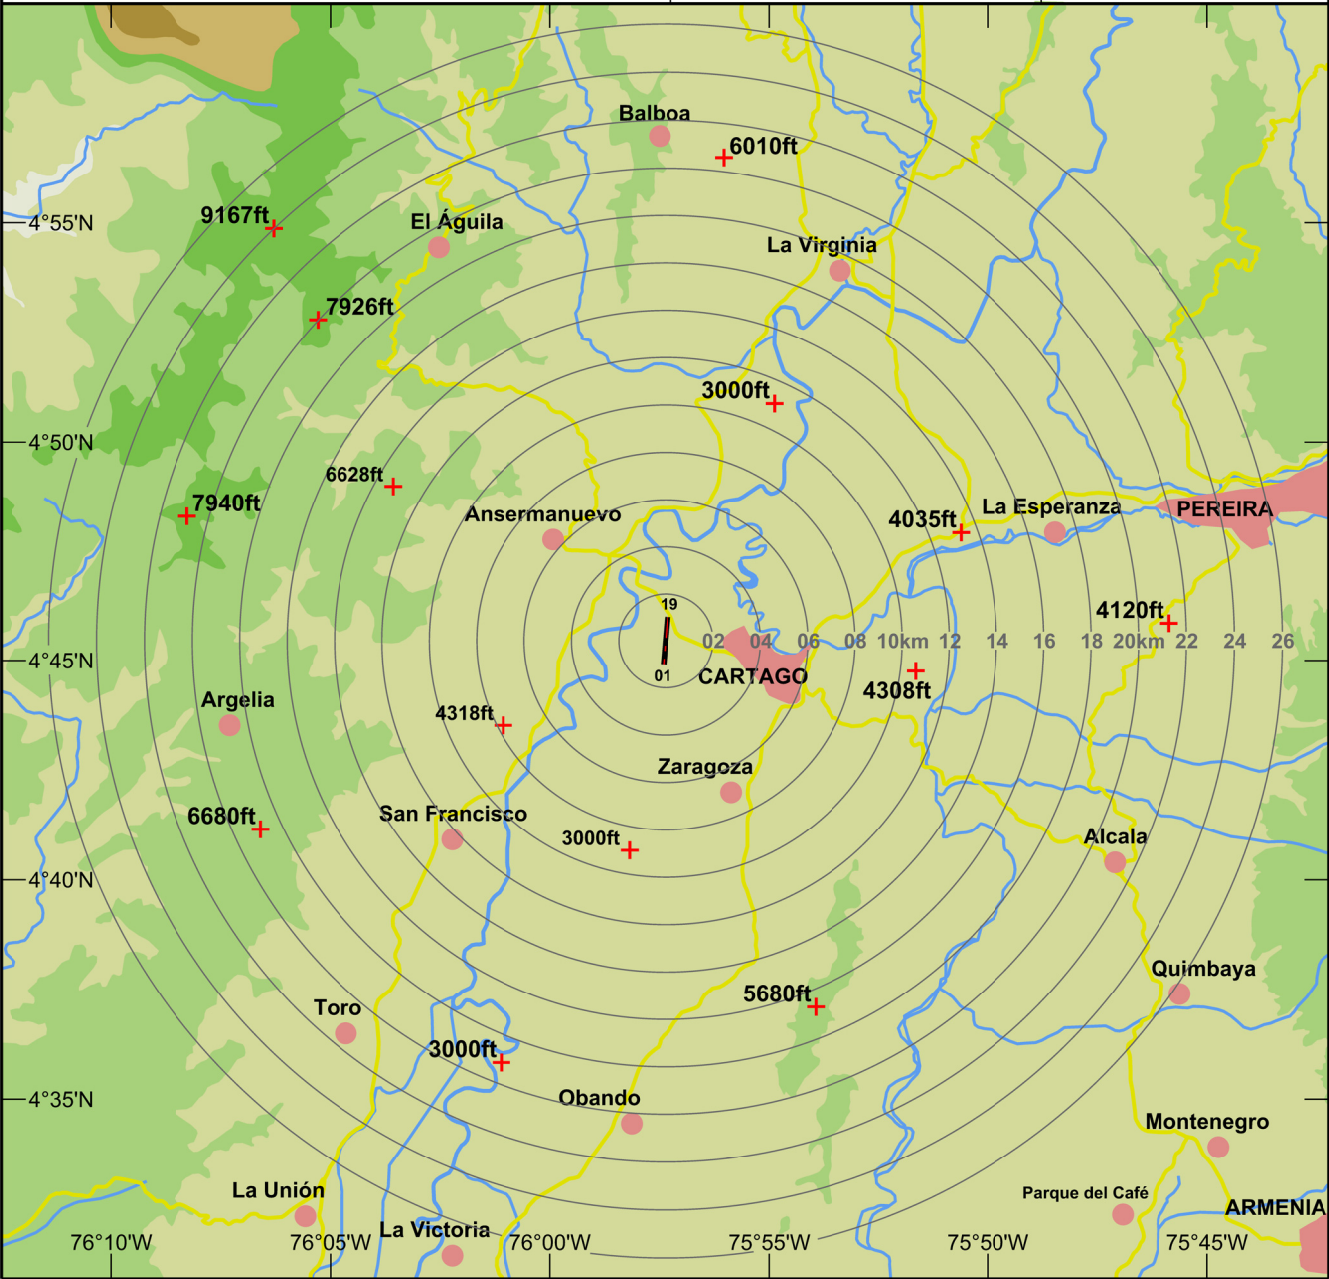 Balboa
6010ft
9167ft
4°55'N
El Águila
La Virginia
7926ft
3000ft
4°50'N
6628ft
7940ft
Ansermanuevo
4035ft
La Esperanza
PEREIRA
19
4120ft
02 04 06 08 10km 12 14 16 18 20km 22 24 26
4°45'N
01
CARTAGO
4308ft
Argelia
4318ft
Zaragoza
6680ft
San Francisco
3000ft
Alcala
4°40'N
Quimbaya
5680ft
Toro
3000ft
4°35'N
Obando
Montenegro
La Unión
Parque del Café
ARMENIA
La Victoria
76°10'W 76°05'W 76°00'W 75°55'W 75°50'W 75°45'W